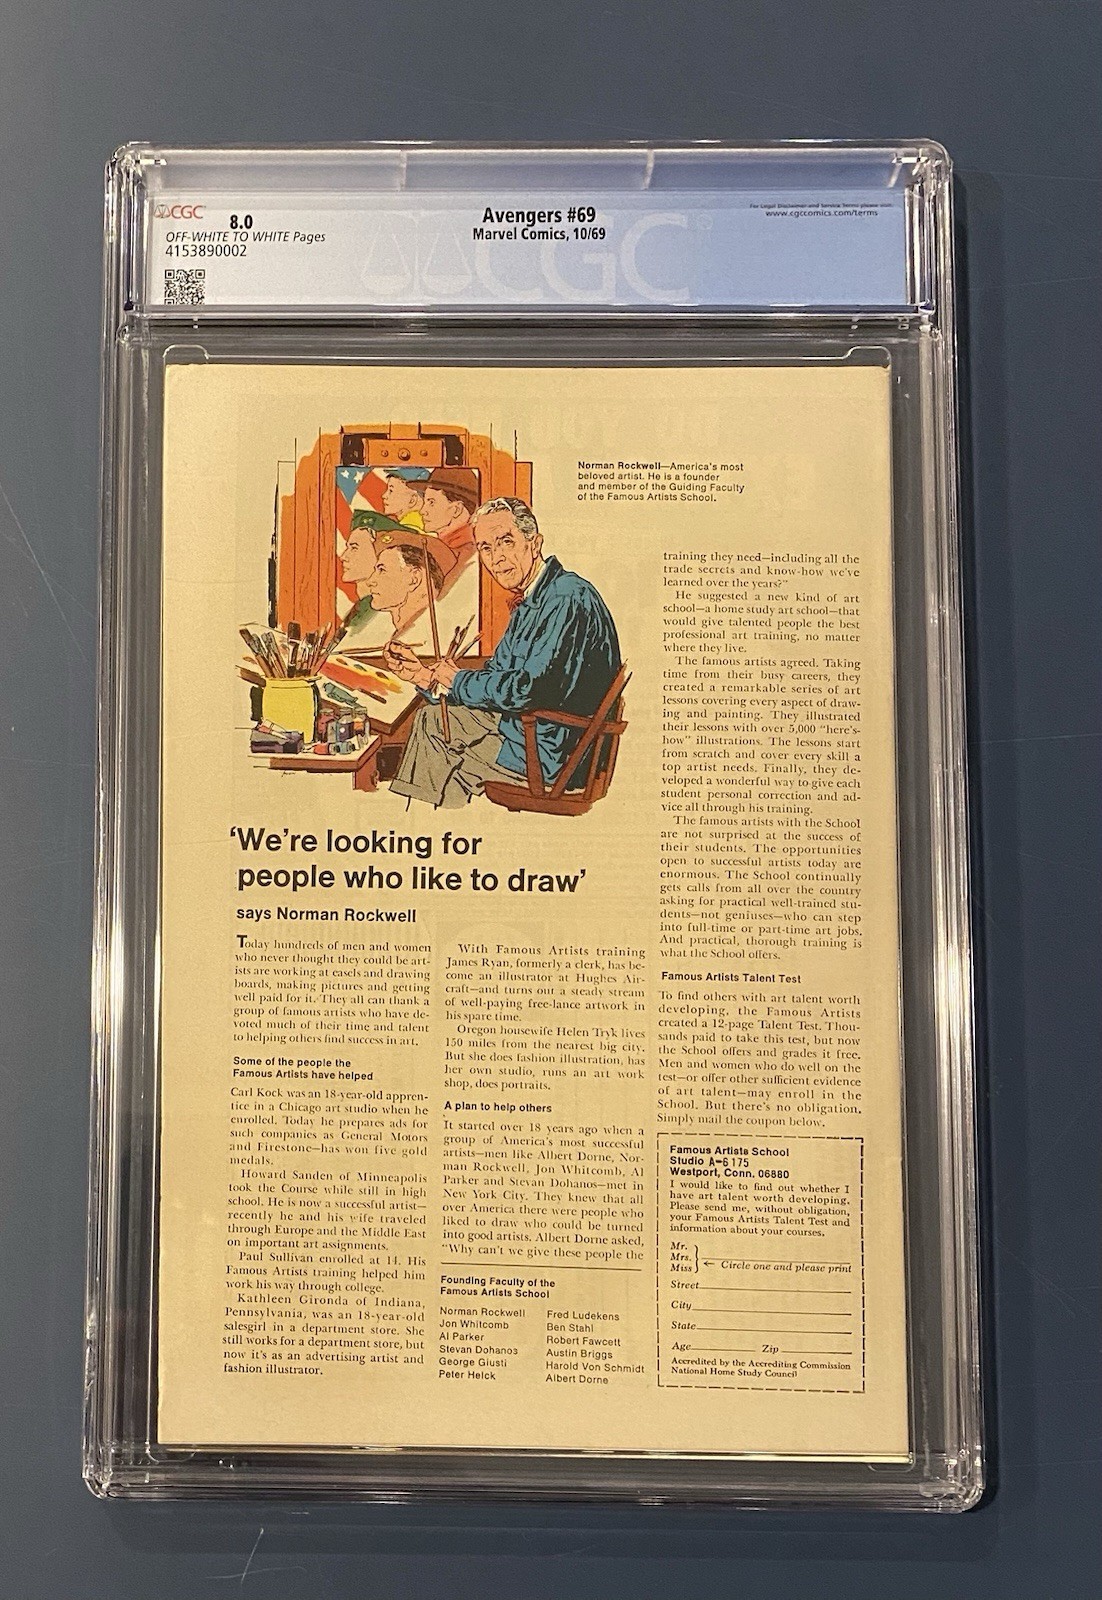 CGC
8.0
OFF-WHITE TO WHITE Pages
4153890002
Avengers #69
Marvel Comics, 10/69
For Legal Disclaimer and Service Terms please visit:
www.cgccomics.com/terms
CGC
Norman Rockwell—America's most
beloved artist. He is a founder
and member of the Guiding Faculty
of the Famous Artists School.
'We're looking for
people who like to draw'
says Norman Rockwell
Today hundreds of men and women
who never thought they could be art-
ists are working at easels and drawing
boards, making pictures and getting
well paid for it. They all can thank a
group of famous artists who have de-
voted much of their time and talent
to helping others find success in art.
Some of the people the
Famous Artists have helped
Carl Kock was an 18-year-old appren-
tice in a Chicago art studio when he
enrolled. Today he prepares ads for
such companies as General Motors
and Firestone—has won five gold
medals.
Howard Sanden of Minneapolis
took the Course while still in high
school. He is now a successful artist—
recently he and his wife traveled
through Europe and the Middle East
on important art assignments.
Paul Sullivan enrolled at 14. His
Famous Artists training helped him
work his way through college.
Kathleen Gironda of Indiana,
Pennsylvania, was an 18-year-old
salesgirl in a department store. She
still works for a department store, but
now it's as an advertising artist and
fashion illustrator.
With Famous Artists training
James Ryan, formerly a clerk, has be-
come an illustrator at Hughes Air-
craft—and turns out a steady stream
of well-paying free-lance artwork in
his spare time.
Oregon housewife Helen Tryk lives
150 miles from the nearest big city.
But she does fashion illustration, has
her own studio, runs an art work
shop, does portraits.
A plan to help others
It started over 18 years ago when a
group of America's most successful
artists—men like Albert Dorne, Nor-
man Rockwell, Jon Whitcomb, Al
Parker and Stevan Dohanos—met in
New York City. They knew that all
over America there were people who
liked to draw who could be turned
into good artists. Albert Dorne asked,
"Why can't we give these people the
Founding Faculty of the
Famous Artists School
Norman Rockwell
Jon Whitcomb
Al Parker
Stevan Dohanos
George Giusti
Peter Helck
Fred Ludekens
Ben Stahl
Robert Fawcett
Austin Briggs
Harold Von Schmidt
Albert Dorne
training they need—including all the
trade secrets and know-how we've
learned over the years?"
He suggested a new kind of art
school—a home study art school—that
would give talented people the best
professional art training, no matter
where they live.
The famous artists agreed. Taking
time from their busy careers, they
created a remarkable series of art
lessons covering every aspect of draw-
ing and painting. They illustrated
their lessons with over 5,000 "here's-
how" illustrations. The lessons start
from scratch and cover every skill a
top artist needs. Finally, they de-
veloped a wonderful way to give each
student personal correction and ad-
vice all through his training.
The famous artists with the School
are not surprised at the success of
their students. The opportunities
open to successful artists today are
enormous. The School continually
gets calls from all over the country
asking for practical well-trained stu-
dents—not geniuses—who can step
into full-time or part-time art jobs.
And practical, thorough training is
what the School offers.
Famous Artists Talent Test
To find others with art talent worth
developing, the Famous Artists
created a 12-page Talent Test. Thou-
sands paid to take this test, but now
the School offers and grades it free.
Men and women who do well on the
test—or offer other sufficient evidence
of art talent—may enroll in the
School. But there's no obligation.
Simply mail the coupon below.
Famous Artists School
Studio A-6175
Westport, Conn. 06880
I would like to find out whether I
have art talent worth developing.
Please send me, without obligation,
your Famous Artists Talent Test and
information about your courses.
Mr.
Mrs.
Miss
← Circle one and please print
Street
City
State
Age Zip
Accredited by the Accrediting Commission
National Home Study Council